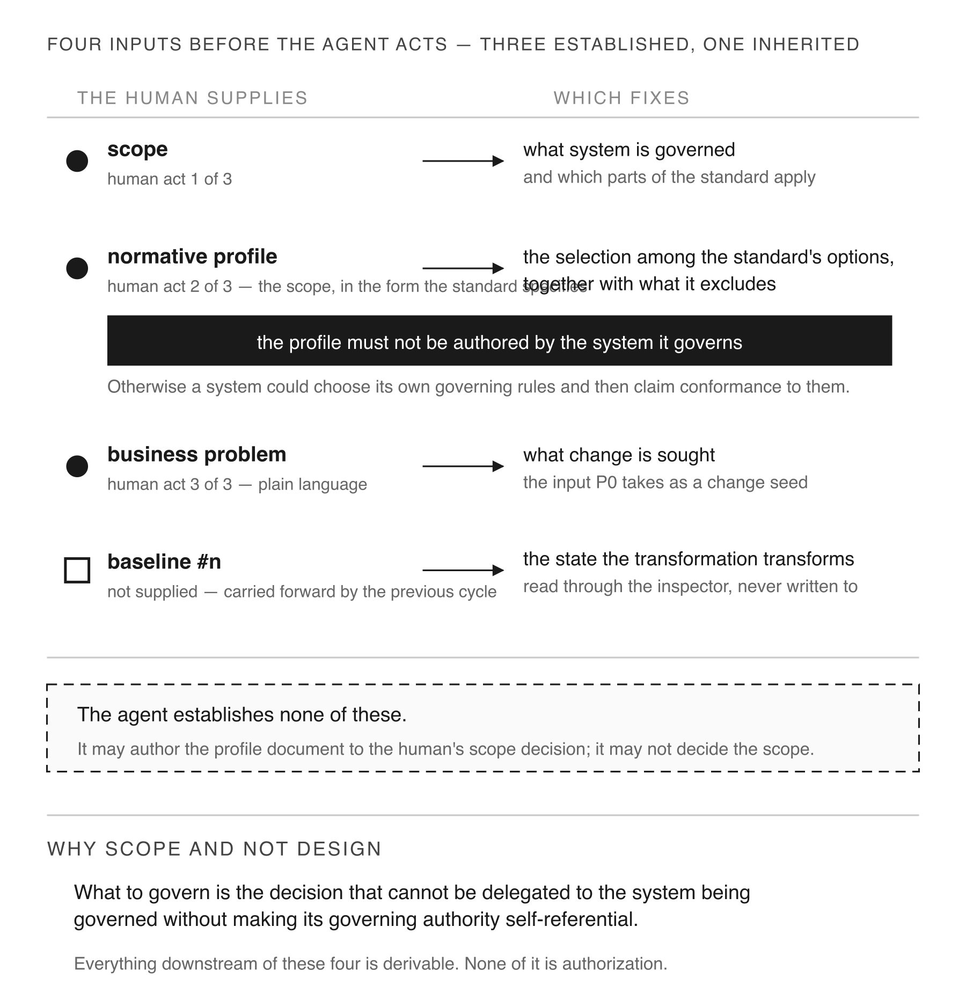 FOUR INPUTS BEFORE THE AGENT ACTS — THREE ESTABLISHED, ONE INHERITED
THE HUMAN SUPPLIES
WHICH FIXES
scope
human act 1 of 3
what system is governed
and which parts of the standard apply
normative profile
human act 2 of 3 — the scope, in the form the standard specifies
the selection among the standard's options,
together with what it excludes
the profile must not be authored by the system it governs
Otherwise a system could choose its own governing rules and then claim conformance to them.
business problem
human act 3 of 3 — plain language
what change is sought
the input P0 takes as a change seed
baseline #n
not supplied — carried forward by the previous cycle
the state the transformation transforms
read through the inspector, never written to
The agent establishes none of these.
It may author the profile document to the human's scope decision; it may not decide the scope.
WHY SCOPE AND NOT DESIGN
What to govern is the decision that cannot be delegated to the system being
governed without making its governing authority self-referential.
Everything downstream of these four is derivable. None of it is authorization.